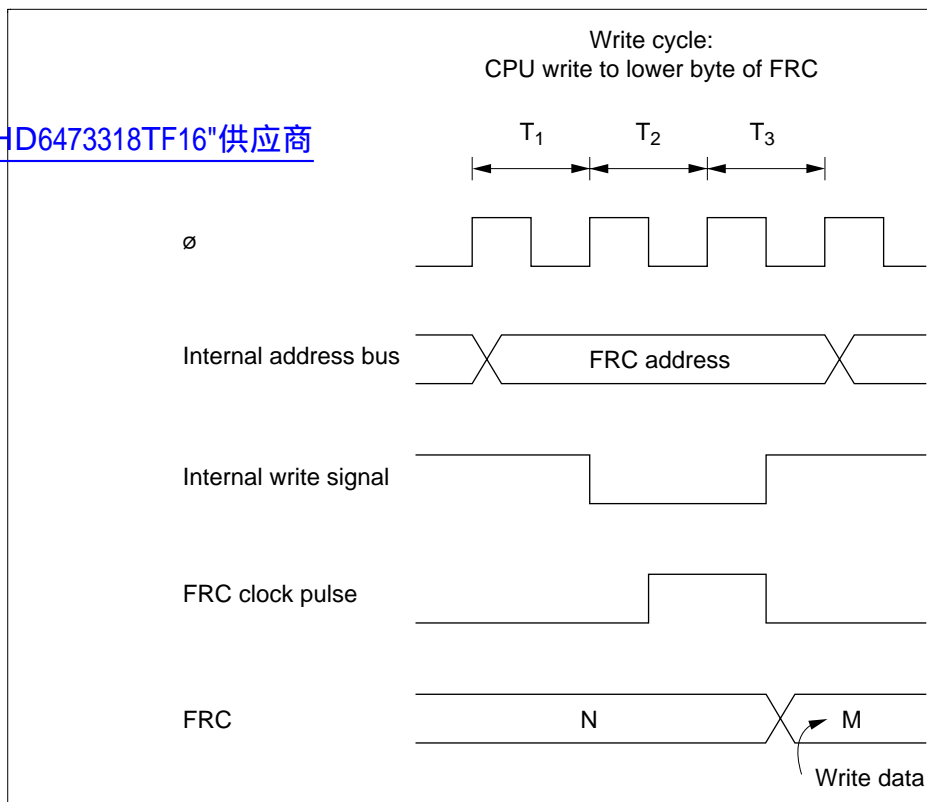 Write cycle:
CPU write to lower byte of FRC
HD6473318TF16"供应商
T1 T2 T3
ø
Internal address bus
FRC address
Internal write signal
FRC clock pulse
FRC
N
M
Write data